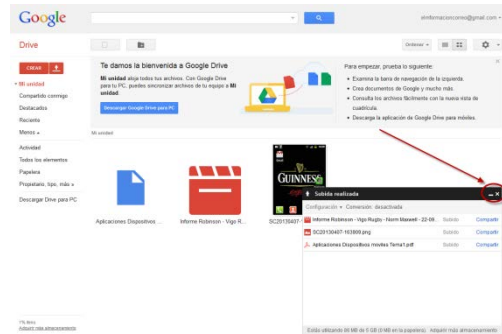 Google
elinformaconcorreo@gmail.com
Drive
Ordenar
CREAR
Mi unidad
Compartido conmigo
Destacados
Reciente
Menos
Actividad
Todos los elementos
Papelera
Propietario, tipo, más »
Descargar Drive para PC
Te damos la bienvenida a Google Drive
Mi unidad aloja todos tus archivos. Con Google Drive
para tu PC, puedes sincronizar archivos de tu equipo a Mi
unidad.
Descargar Google Drive para PC
Para empezar, prueba lo siguiente:
Examina la barra de navegación de la izquierda.
Crea documentos de Google y mucho más.
Consulta los archivos fácilmente con la nueva vista de
cuadrícula.
Descarga la aplicación de Google Drive para móviles.
Mi unidad
GUINNESS
Aplicaciones Dispositivos ...
Informe Robinson - Vigo R...
SC20130407-
Subida realizada
Configuración Conversión: desactivada
Informe Robinson - Vigo Rugby - Norm Maxwell - 22-09... Subido Compartir
SC20130407-103809.png Subido Compartir
Aplicaciones Dispositivos moviles Tema1.pdf Subido Compartir
Estás utilizando MB de 5 GB (0 MB en la papelera). Adquirir más almacenamiento
Adquirir más almacenamiento